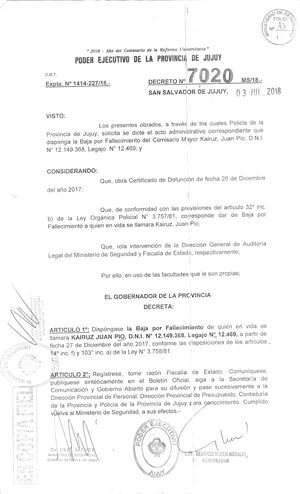 "2018 - Año del Centenario de la Reforma Universitaria"
PODER EJECUTIVO DE LA PROVINCIA DE JUJUY
C.R.T.
Expte. Nº 1414-227/18.-
DECRETO Nº 7020 MS/18.-
SAN SALVADOR DE JUJUY, 03 JUL. 2018
VISTO:
Los presentes obrados, a través de los cuales Policía de la
Provincia de Jujuy, solicita se dicte el acto administrativo correspondiente que
disponga la Baja por Fallecimiento del Comisario Mayor Kairuz, Juan Pio, D.N.I.
Nº 12.149.368, Legajo Nº 12.469; y
CONSIDERANDO:
Que, obra Certificado de Defunción de fecha 26 de Diciembre
del año 2017;
Que, de conformidad con las provisiones del artículo 32º inc.
b) de la Ley Orgánica Policial Nº 3.757/81, corresponde dar de Baja por
Fallecimiento a quien en vida se llamara Kairuz, Juan Pio;
Que, rola intervención de la Dirección General de Auditoría
Legal del Ministerio de Seguridad y Fiscalía de Estado, respectivamente;
Por ello, en uso de las facultades que le son propias;
EL GOBERNADOR DE LA PROVINCIA
DECRETA:
ARTICULO 1º: Dispóngase la Baja por Fallecimiento de quién en vida se
llamara KAIRUZ JUAN PIO, D.N.I. Nº 12.149.368, Legajo Nº 12.469, a partir de
fecha 27 de Diciembre del año 2017, conforme las disposiciones de los artículos
14º inc. f) y 103º inc. a) de la Ley Nº 3.758/81.
ARTICULO 2º: Regístrese, tome razón Fiscalía de Estado. Comuníquese,
publíquese sintéticamente en el Boletín Oficial, siga a la Secretaría de
Comunicación y Gobierno Abierto para su difusión y pase sucesivamente a la
Dirección Provincial de Personal, Dirección Provincial de Presupuesto, Contaduría
de la Provincia y Policía de la Provincia de Jujuy para conocimiento. Cumplido
vuelva al Ministerio de Seguridad, a sus efectos.-
ES COPIA FIEL
PODER EJECUTIVO
JUJUY
GOBERNADOR